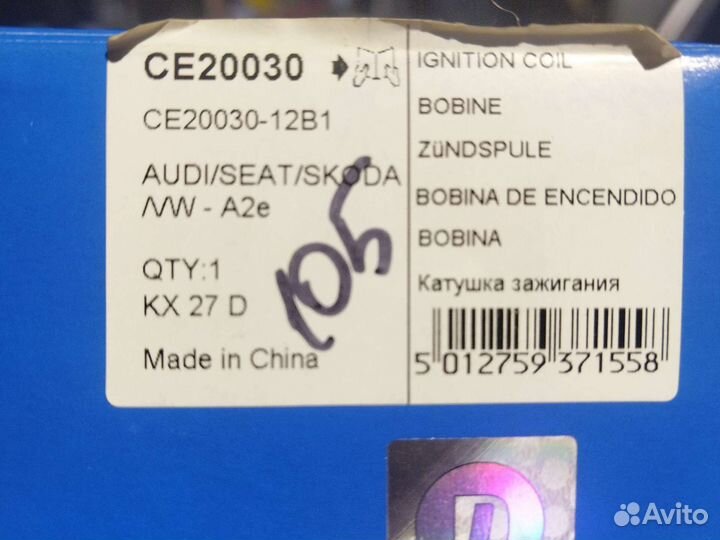 CE20030
CE20030-12B1
AUDI/SEAT/SKODA
/VW - A2e
QTY:1
KX 27 D
Made in China
105
IGNITION COIL
BOBINE
ZüNDSPULE
BOBINA DE ENCENDIDO
BOBINA
Катушка зажигания
5 012759 371558
D
Avito